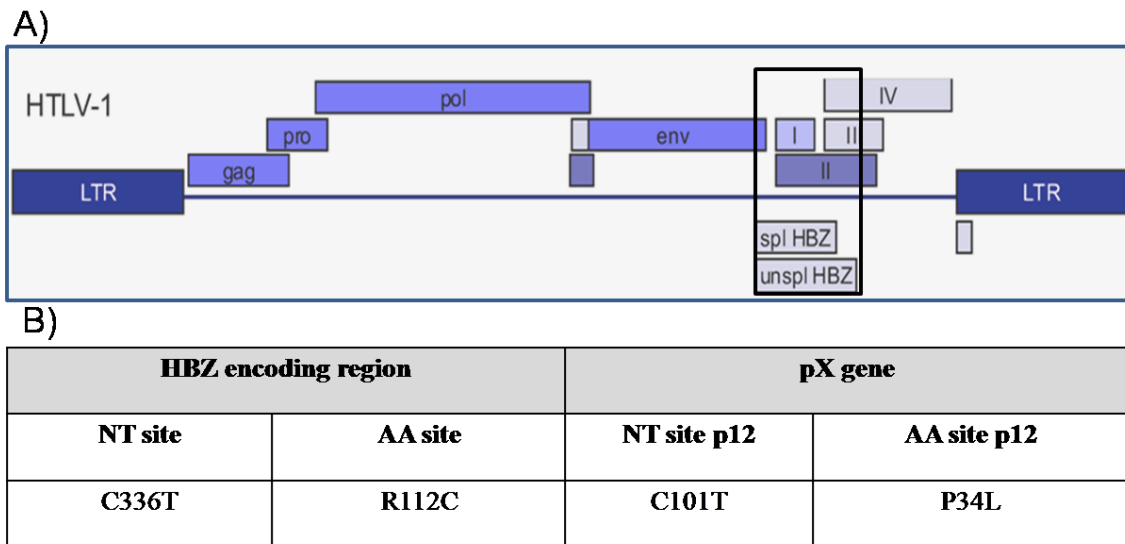 A)
HTLV-1
pol
IV
pro
env
I
II
gag
II
LTR
LTR
spl HBZ
unspl HBZ
B)
HBZ encoding region pX gene
NT site AA site NT site p12 AA site p12
C336T R112C C101T P34L